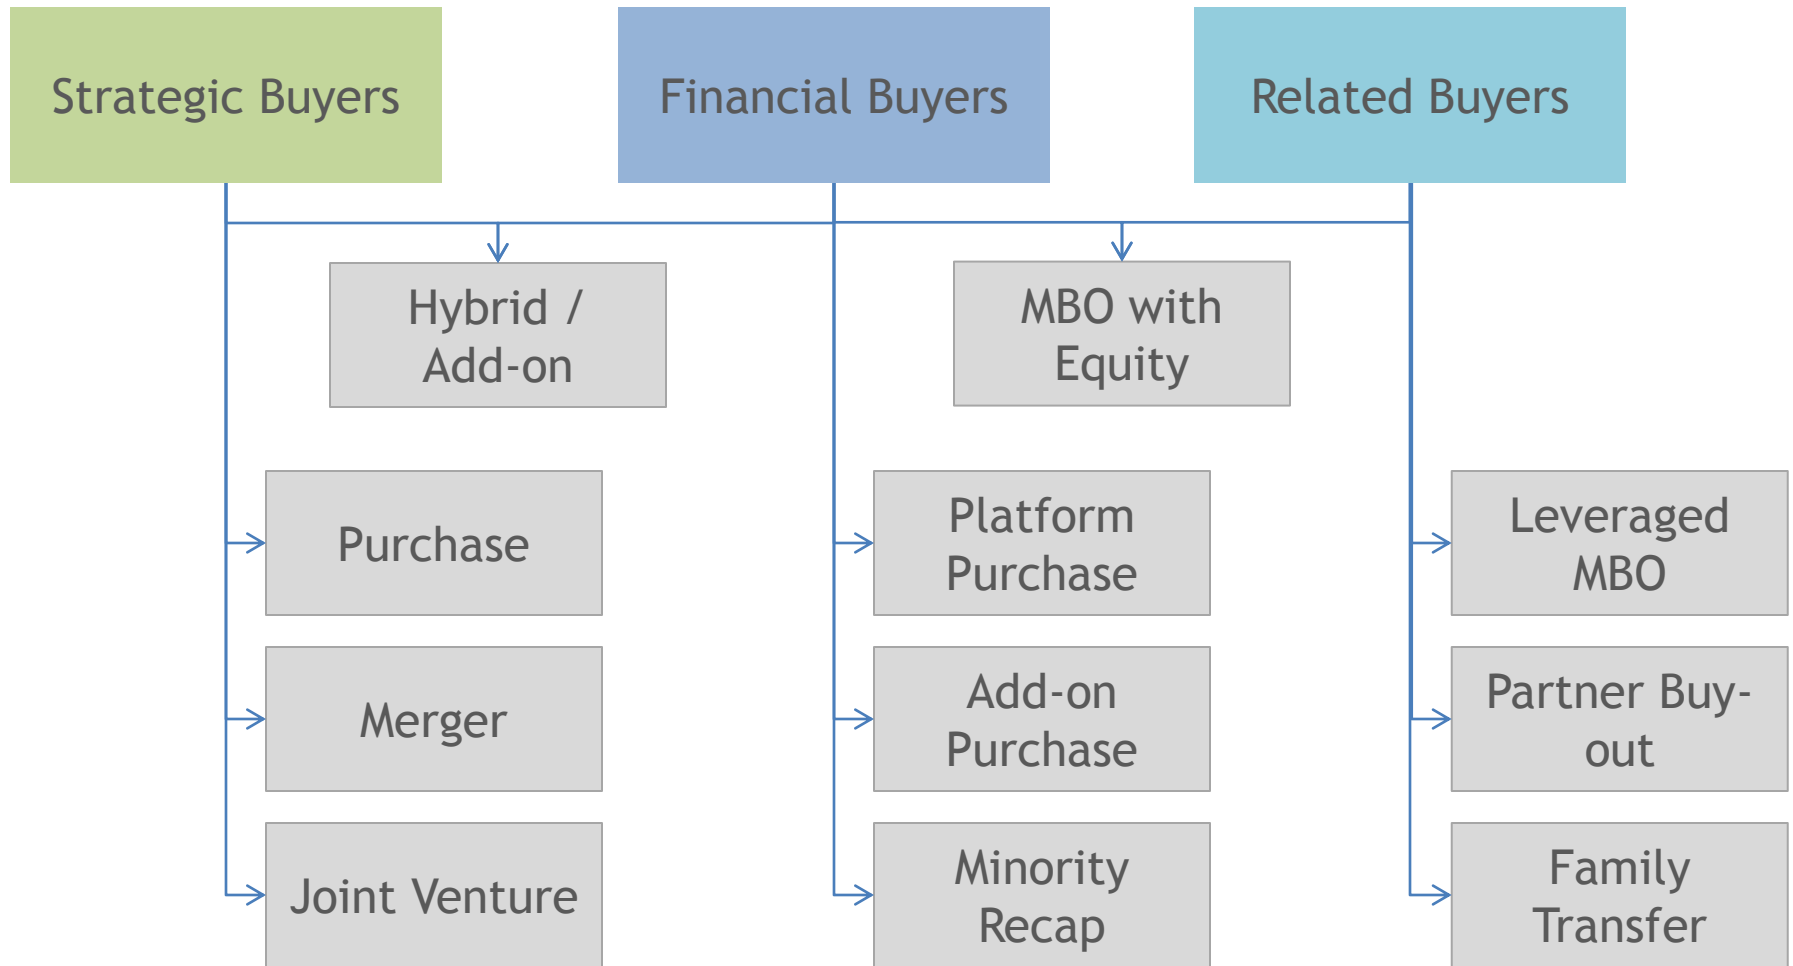 Strategic Buyers
Financial Buyers
Related Buyers
Hybrid /
Add-on
MBO with
Equity
Purchase
Platform
Purchase
Leveraged
MBO
Merger
Add-on
Purchase
Partner Buy-
out
Joint Venture
Minority
Recap
Family
Transfer